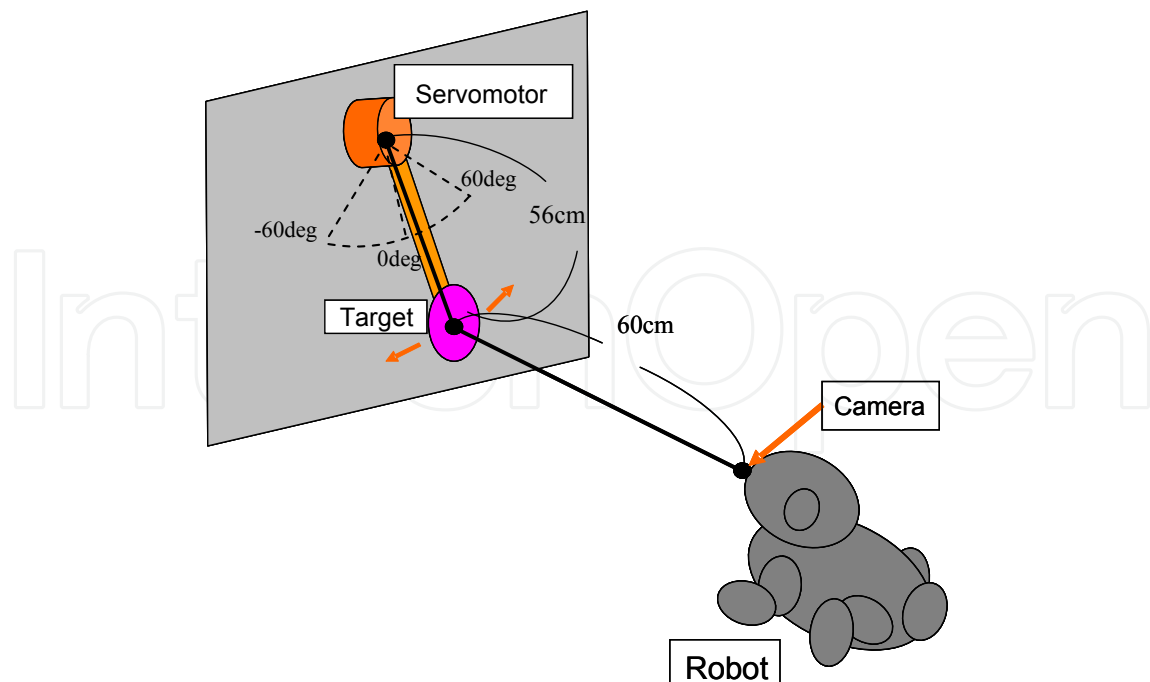 Servomotor
60deg
-60deg
56cm
0deg
Target
60cm
IntechOpen
Camera
Robot